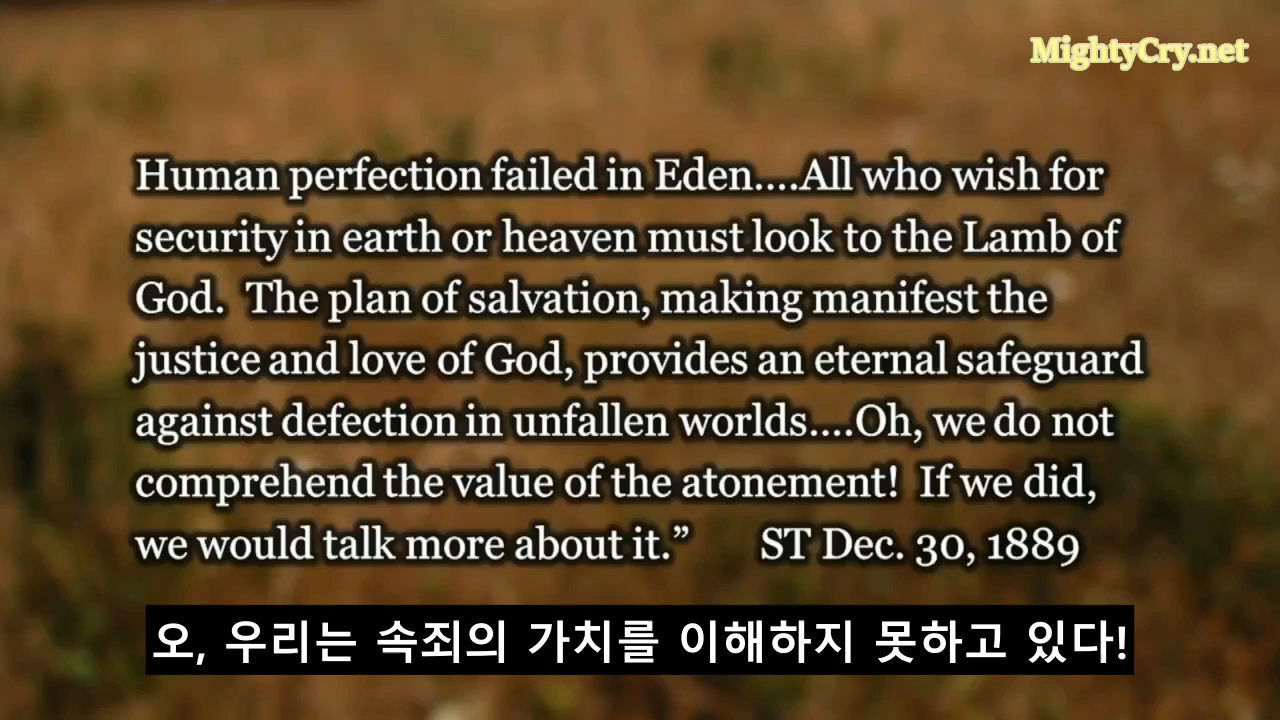 MightyCry.net
Human perfection failed in Eden....All who wish for
security in earth or heaven must look to the Lamb of
God.  The plan of salvation, making manifest the
justice and love of God, provides an eternal safeguard
against defection in unfallen worlds....Oh, we do not
comprehend the value of the atonement!  If we did,
we would talk more about it.”      ST Dec. 30, 1889
오, 우리는 속죄의 가치를 이해하지 못하고 있다!